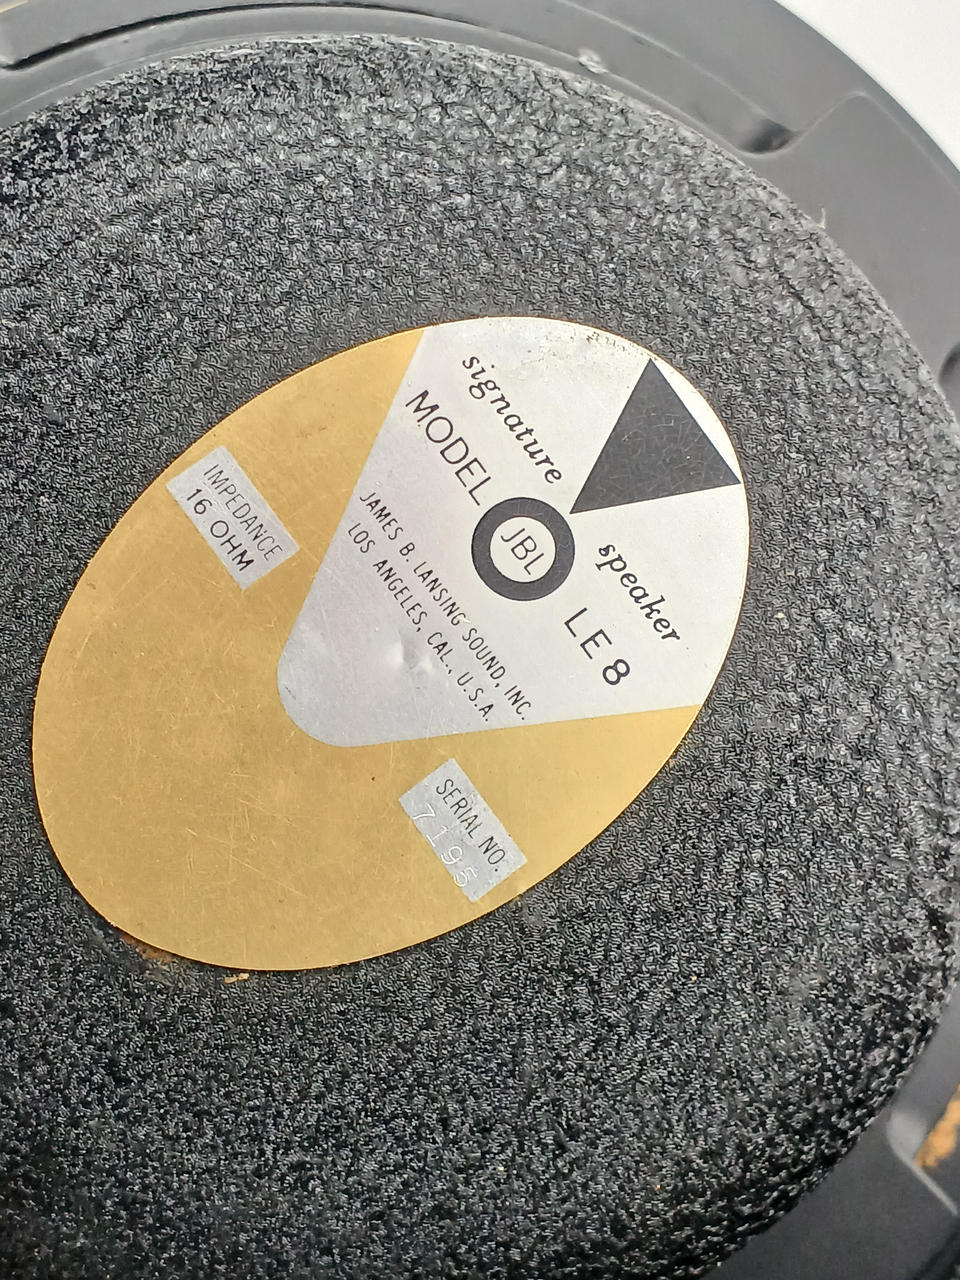 signature speaker
MODEL JBL LE 8
JAMES B. LANSING SOUND, INC.
LOS ANGELES, CAL., U.S.A.
IMPEDANCE
16 OHM
SERIAL NO.
7195